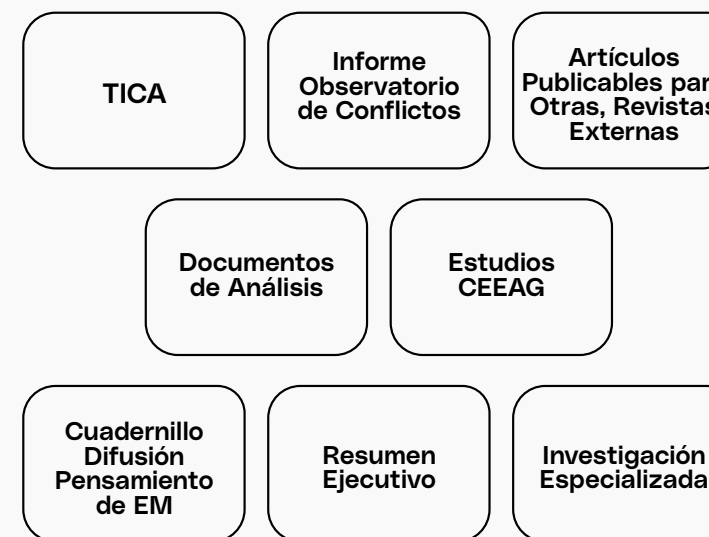 TICA
Informe
Observatorio
de Conflictos
Artículos
Publicables par
Otras, Revistas
Externas
Documentos
de Análisis
Estudios
CEEAG
Cuadernillo
Difusión
Pensamiento
de EM
Resumen
Ejecutivo
Investigación
Especializada